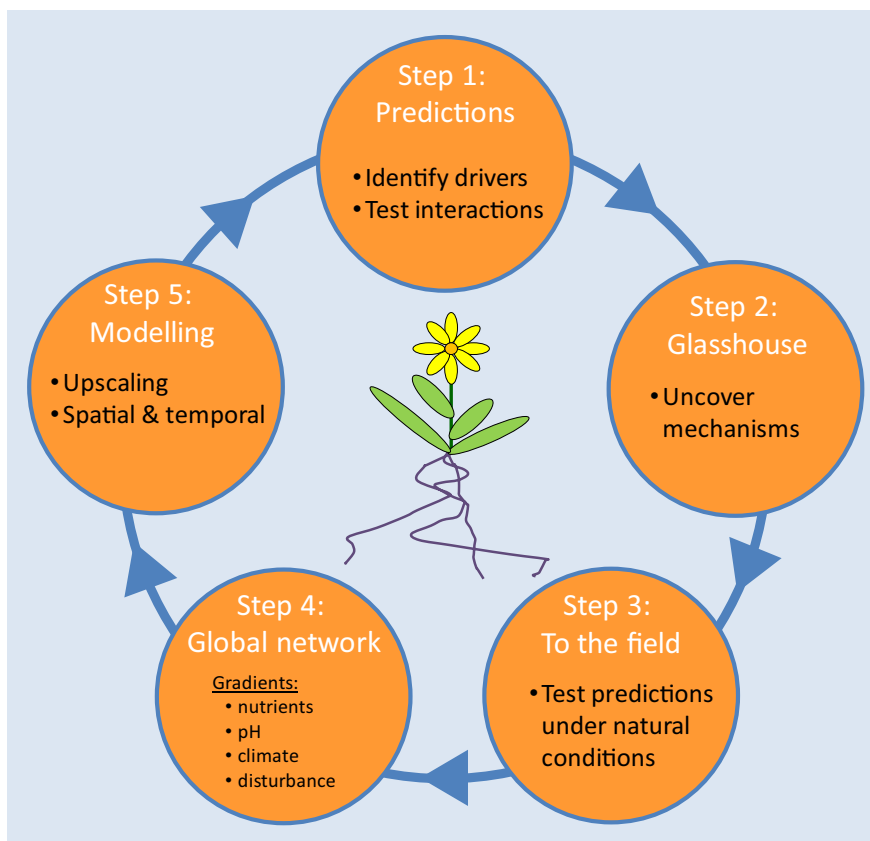 Step 1:
Predictions
• Identify drivers
• Test interactions
Step 2:
Glasshouse
• Uncover
mechanisms
Step 3:
To the field
• Test predictions
under natural
conditions
Step 4:
Global network
Gradients:
• nutrients
• pH
• climate
• disturbance
Step 5:
Modelling
• Upscaling
• Spatial & temporal